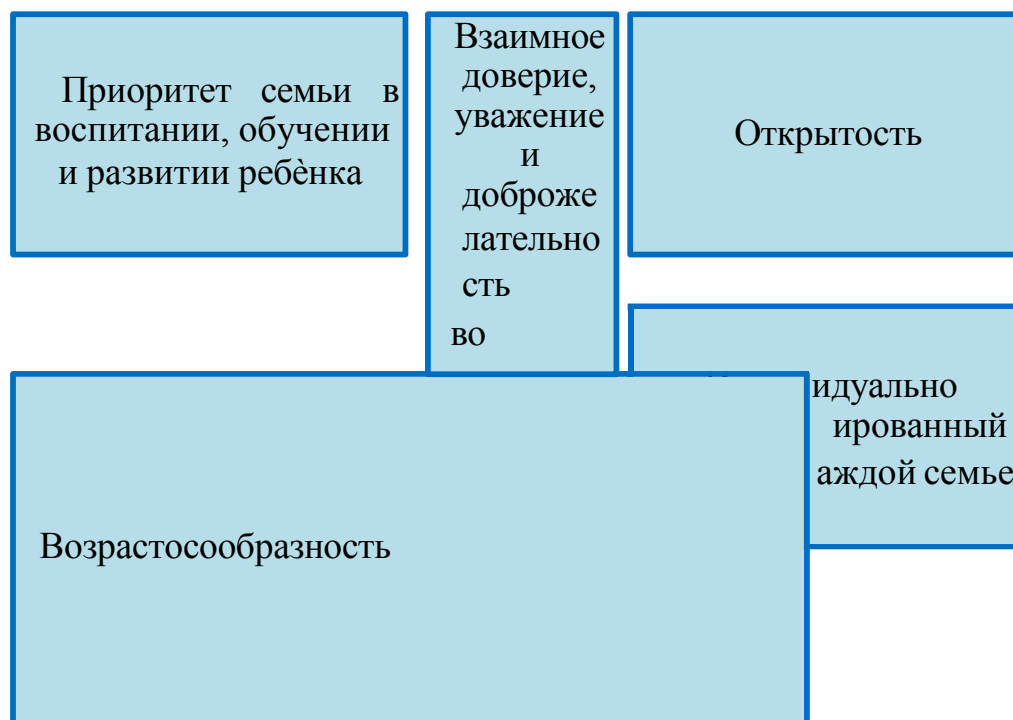 Приоритет семьи в
воспитании, обучении
и развитии ребѐнка
Взаимное
доверие,
уважение
и
доброже
лательно
сть
во
Открытость
идуально
ированный
аждой семье
Возрастосообразность